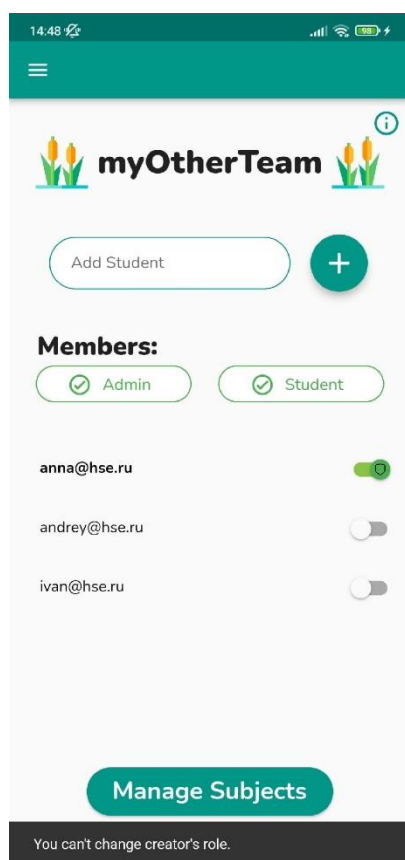 14:48
98
myOtherTeam
Add Student
Members:
Admin
Student
anna@hse.ru
andrey@hse.ru
ivan@hse.ru
Manage Subjects
You can't change creator's role.